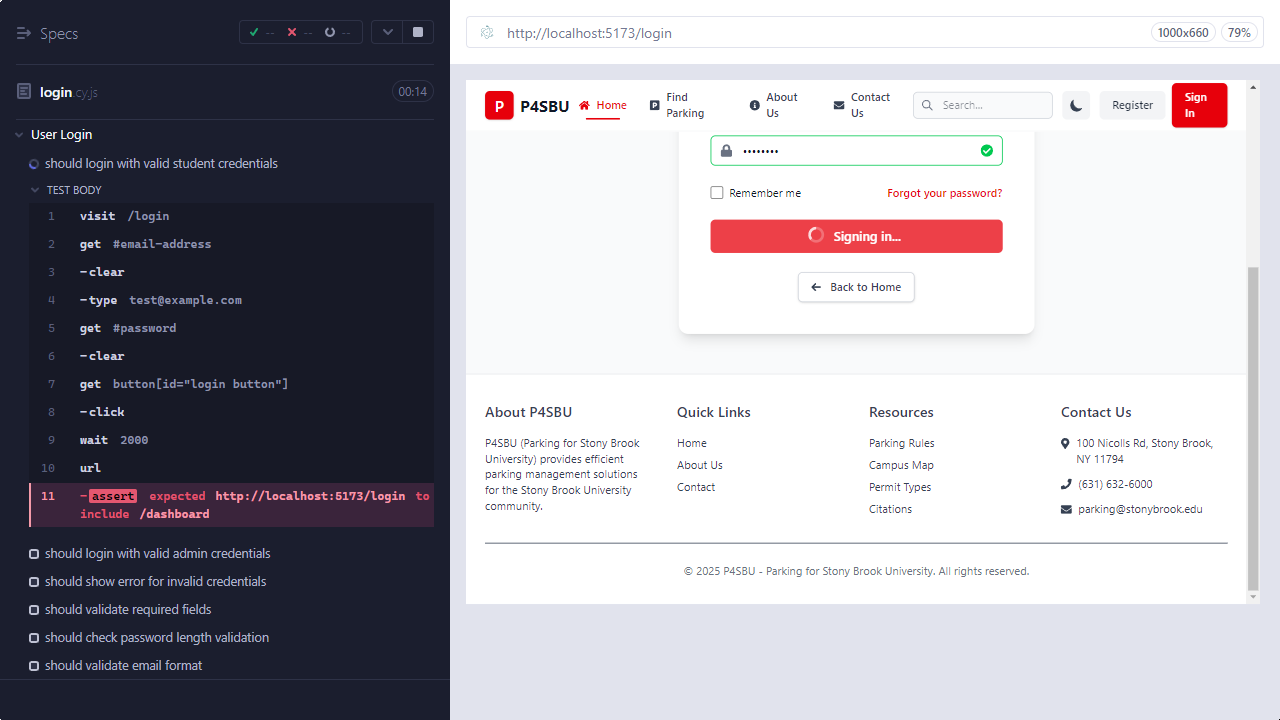 Specs
-- -- --
login.cy.js
00:14
User Login
should login with valid student credentials
TEST BODY
1 visit /login
2 get #email-address
3 -clear
4 -type test@example.com
5 get #password
6 -clear
7 get button[id="login button"]
8 -click
9 wait 2000
10 url
11 -assert expected http://localhost:5173/login to
include /dashboard
should login with valid admin credentials
should show error for invalid credentials
should validate required fields
should check password length validation
should validate email format
http://localhost:5173/login
1000x660
79%
P P4SBU
Home
Find
Parking
About
Us
Contact
Us
Search...
Register
Sign
In
••••••••
Remember me
Forgot your password?
Signing in...
Back to Home
About P4SBU
P4SBU (Parking for Stony Brook
University) provides efficient
parking management solutions
for the Stony Brook University
community.
Quick Links
Home
About Us
Contact
Resources
Parking Rules
Campus Map
Permit Types
Citations
Contact Us
100 Nicolls Rd, Stony Brook,
NY 11794
(631) 632-6000
parking@stonybrook.edu
© 2025 P4SBU - Parking for Stony Brook University. All rights reserved.